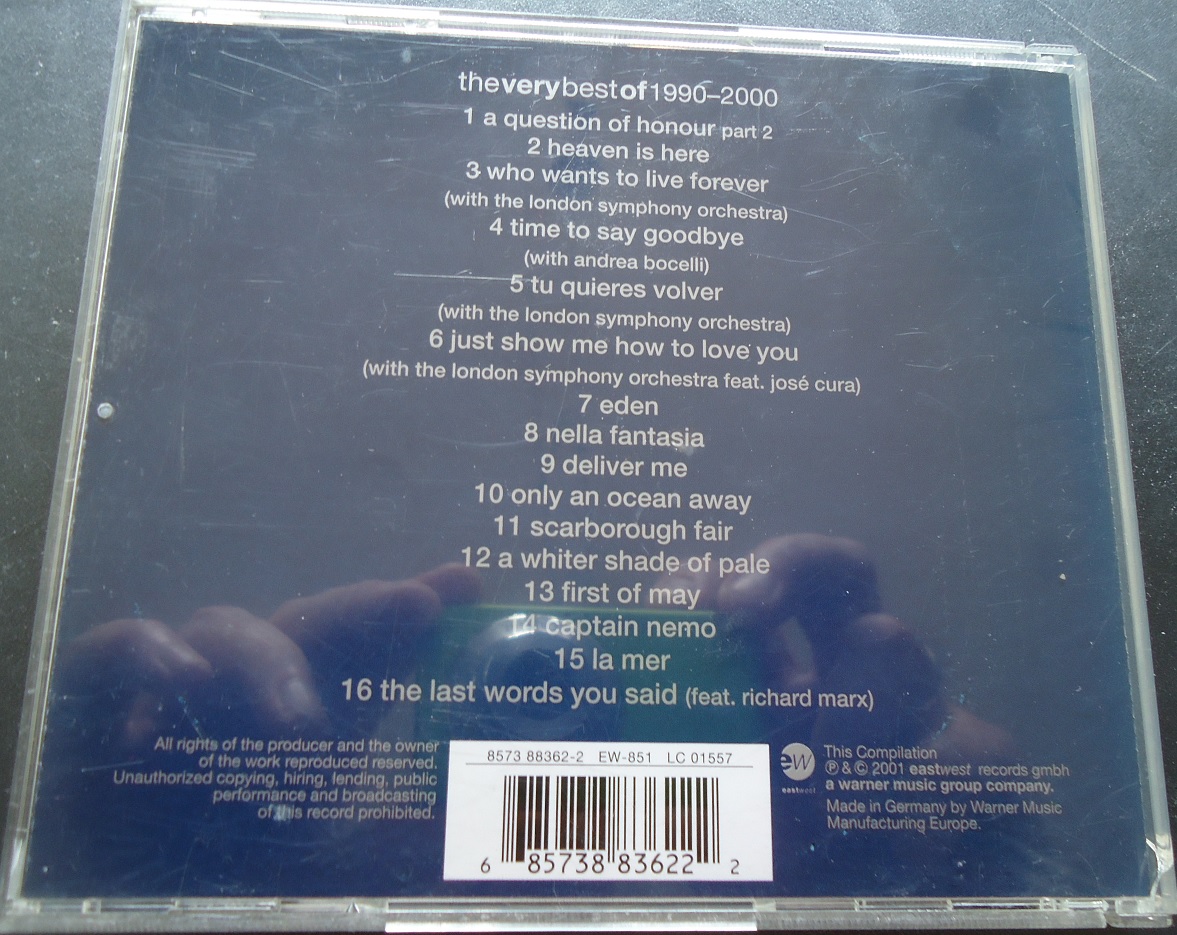 theverybestof1990–2000
1 a question of honour part 2
2 heaven is here
3 who wants to live forever
(with the london symphony orchestra)
4 time to say goodbye
(with andrea bocelli)
5 tu quieres volver
(with the london symphony orchestra)
6 just show me how to love you
(with the london symphony orchestra feat. josé cura)
7 eden
8 nella fantasia
9 deliver me
10 only an ocean away
11 scarborough fair
12 a whiter shade of pale
13 first of may
14 captain nemo
15 la mer
16 the last words you said (feat. richard marx)
All rights of the producer and the owner
of the work reproduced reserved.
Unauthorized copying, hiring, lending, public
performance and broadcasting
of this record prohibited.
8573 88362-2 EW-851 LC 01557
6 85738 83622 2
eW
eastwest
This Compilation
℗ & © 2001 eastwest records gmbh
a warner music group company.
Made in Germany by Warner Music
Manufacturing Europe.